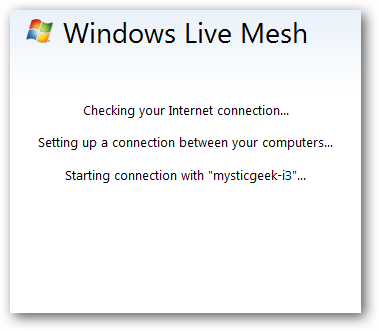 Windows Live Mesh
Checking your Internet connection...
Setting up a connection between your computers...
Starting connection with "mysticgeek-i3"...